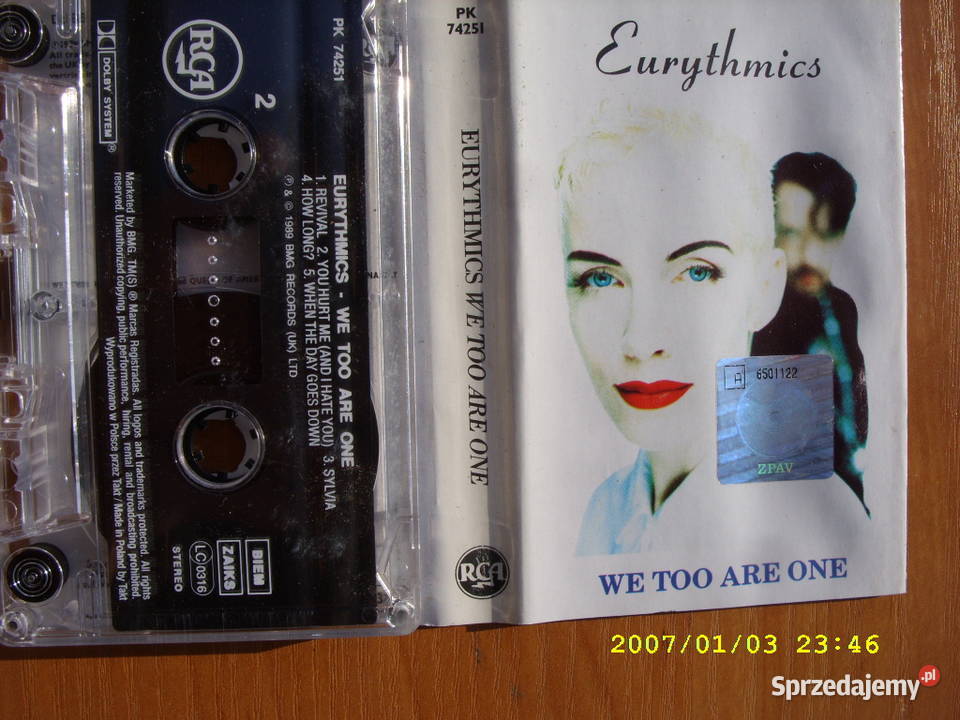 PK 74251
RCA
2
DOLBY SYSTEM®
EURYTHMICS - WE TOO ARE ONE
1. REVIVAL 2. YOU HURT ME (AND I HATE YOU) 3. SYLVIA
4. HOW LONG? 5. WHEN THE DAY GOES DOWN
℗ & © 1989 BMG RECORDS (UK) LTD
Marketed by BMG. TM(S) ® Marcas Registradas. All logos and trademarks protected. All rights
reserved. Unauthorized copying, public performance, hiring, rental and broadcasting prohibited.
Wyprodukowano w Polsce przez Takt / Made in Poland by Takt
BIEM
ZAIKS
LC 0316
STEREO
PK
74251
EURYTHMICS WE TOO ARE ONE
RCA
Eurythmics
A 6501122
ZPAV
WE TOO ARE ONE
2007/01/03 23:46
Sprzedajemy.pl